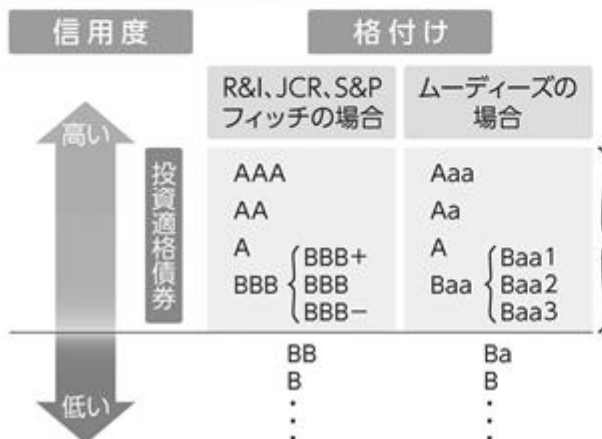 信用度
格付け
R&I、JCR、S&P
フィッチの場合
ムーディーズの
場合
高い
投資適格債券
AAA
Aaa
AA
Aa
A
A
BBB
BBB+
BBB
BBB−
Baa
Baa1
Baa2
Baa3
BB
Ba
B
B
低い